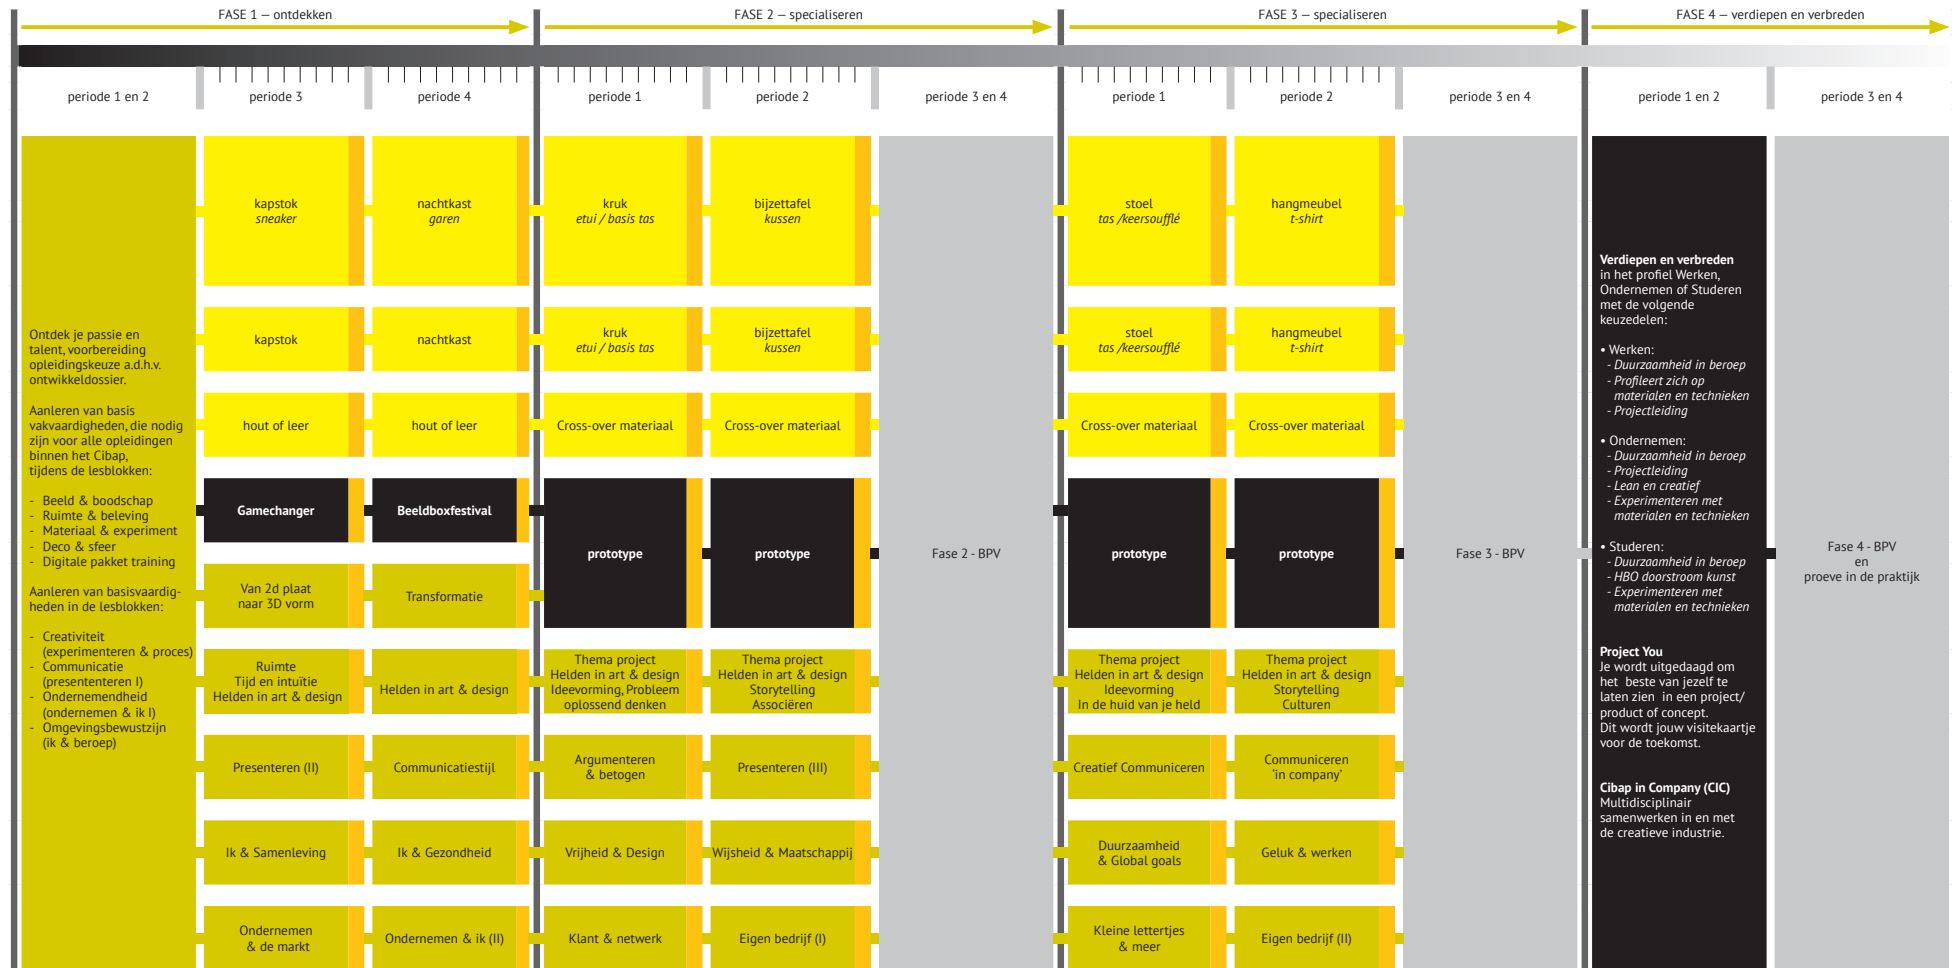 FASE 1 — ontdekken
FASE 2 — specialiseren
FASE 3 — specialiseren
FASE 4 — verdiepen en verbreden
periode 1 en 2
periode 3
periode 4
periode 1
periode 2
periode 3 en 4
periode 1
periode 2
periode 3 en 4
periode 1 en 2
periode 3 en 4
Ontdek je passie en
talent, voorbereiding
opleidingskeuze a.d.h.v.
ontwikkeldossier.
Aanleren van basis
vakvaardigheden, die nodig
zijn voor alle opleidingen
binnen het Cibap,
tijdens de lesblokken:
- Beeld & boodschap
- Ruimte & beleving
- Materiaal & experiment
- Deco & sfeer
- Digitale pakket training
Aanleren van basisvaardig-
heden in de lesblokken:
- Creativiteit
(experimenteren & proces)
- Communicatie
(presententeren I)
- Ondernemendheid
(ondernemen & ik I)
- Omgevingsbewustzijn
(ik & beroep)
kapstok
sneaker
nachtkast
garen
kruk
etui / basis tas
bijzettafel
kussen
stoel
tas /keersoufflé
hangmeubel
t-shirt
kapstok
nachtkast
kruk
etui / basis tas
bijzettafel
kussen
stoel
tas /keersoufflé
hangmeubel
t-shirt
hout of leer
hout of leer
Cross-over materiaal
Cross-over materiaal
Cross-over materiaal
Cross-over materiaal
Gamechanger
Beeldboxfestival
prototype
prototype
Fase 2 - BPV
prototype
prototype
Fase 3 - BPV
Van 2d plaat
naar 3D vorm
Transformatie
Ruimte
Tijd en intuïtie
Helden in art & design
Helden in art & design
Thema project
Helden in art & design
Ideevorming, Probleem
oplossend denken
Thema project
Helden in art & design
Storytelling
Associëren
Thema project
Helden in art & design
Ideevorming
In de huid van je held
Thema project
Helden in art & design
Storytelling
Culturen
Presenteren (II)
Communicatiestijl
Argumenteren
& betogen
Presenteren (III)
Creatief Communiceren
Communiceren
'in company'
Ik & Samenleving
Ik & Gezondheid
Vrijheid & Design
Wijsheid & Maatschappij
Duurzaamheid
& Global goals
Geluk & werken
Ondernemen
& de markt
Ondernemen & ik (II)
Klant & netwerk
Eigen bedrijf (I)
Kleine lettertjes
& meer
Eigen bedrijf (II)
Verdiepen en verbreden
in het profiel Werken,
Ondernemen of Studeren
met de volgende
keuzedelen:
• Werken:
- Duurzaamheid in beroep
- Profileert zich op
materialen en technieken
- Projectleiding
• Ondernemen:
- Duurzaamheid in beroep
- Projectleiding
- Lean en creatief
- Experimenteren met
materialen en technieken
• Studeren:
- Duurzaamheid in beroep
- HBO doorstroom kunst
- Experimenteren met
materialen en technieken
Project You
Je wordt uitgedaagd om
het beste van jezelf te
laten zien in een project/
product of concept.
Dit wordt jouw visitekaartje
voor de toekomst.
Cibap in Company (CIC)
Multidisciplinair
samenwerken in en met
de creatieve industrie.
Fase 4 - BPV
en
proeve in de praktijk